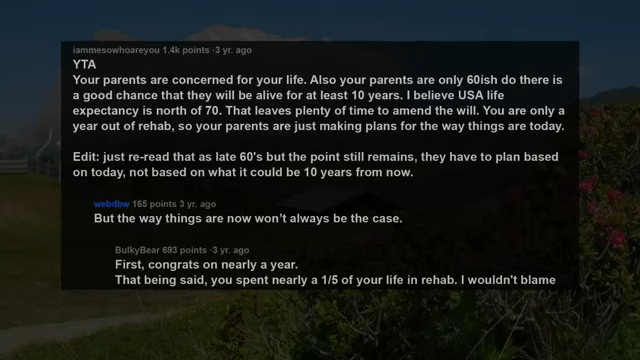 iammesowhoareyou 1.4k points ·3 yr. ago
YTA
Your parents are concerned for your life. Also your parents are only 60ish do there is
a good chance that they will be alive for at least 10 years. I believe USA life
expectancy is north of 70. That leaves plenty of time to amend the will. You are only a
year out of rehab, so your parents are just making plans for the way things are today.
Edit: just re-read that as late 60's but the point still remains, they have to plan based
on today, not based on what it could be 10 years from now.
webdbw 165 points 3 yr. ago
But the way things are now won't always be the case.
BulkyBear 693 points ·3 yr. ago
First, congrats on nearly a year.
That being said, you spent nearly a 1/5 of your life in rehab. I wouldn't blame